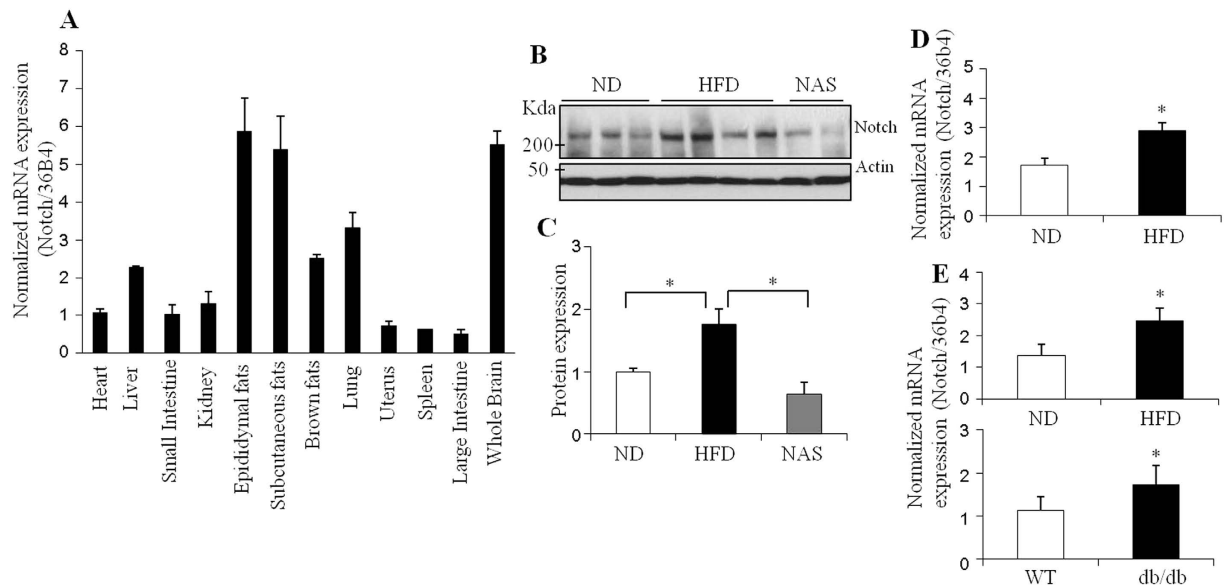 A
Normalized mRNA expression
(Notch/36B4)
8
7
6
5
4
3
2
1
0
Heart
Liver
Small Intestine
Kidney
Epididymal fats
Subcutaneous fats
Brown fats
Lung
Uterus
Spleen
Large Intestine
Whole Brain
B
ND
HFD
NAS
Kda
200
50
Notch
Actin
C
Protein expression
3
2
1
0
*
*
ND
HFD
NAS
D
Normalized mRNA
expression (Notch/36b4)
5
4
3
2
1
0
*
ND
HFD
E
Normalized mRNA
expression (Notch/36b4)
4
3
2
1
0
*
ND
HFD
Normalized mRNA
expression (Notch/36b4)
3
2
1
0
*
WT
db/db